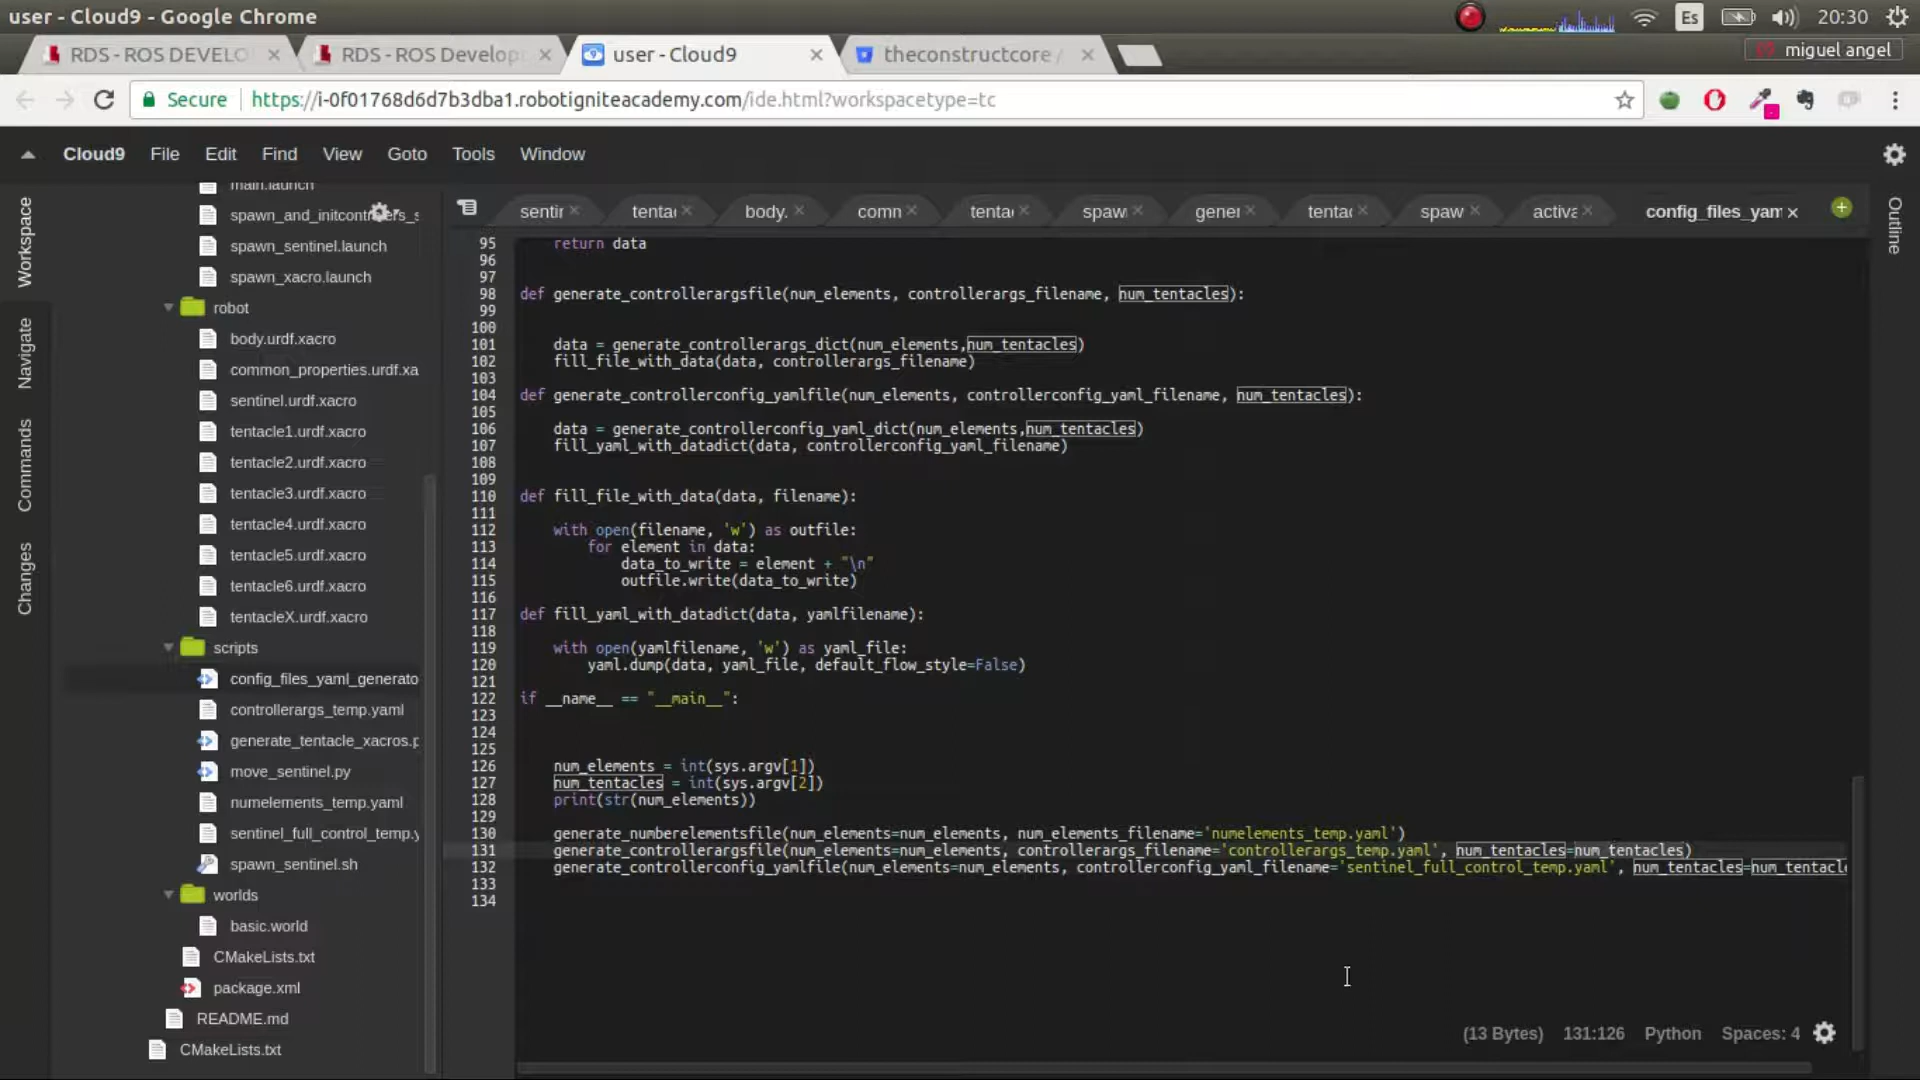 user - Cloud9 - Google Chrome
Es
20:30
RDS - ROS DEVELO
RDS - ROS Develop
user - Cloud9
theconstructcore /
miguel angel
Secure
https://i-0f01768d6d7b3dba1.robotigniteacademy.com/ide.html?workspacetype=tc
Cloud9
File
Edit
Find
View
Goto
Tools
Window
Workspace
Navigate
Commands
Changes
main.launch
spawn_and_initcontrollers_s
spawn_sentinel.launch
spawn_xacro.launch
robot
body.urdf.xacro
common_properties.urdf.xa
sentinel.urdf.xacro
tentacle1.urdf.xacro
tentacle2.urdf.xacro
tentacle3.urdf.xacro
tentacle4.urdf.xacro
tentacle5.urdf.xacro
tentacle6.urdf.xacro
tentacleX.urdf.xacro
scripts
config_files_yaml_generato
controllerargs_temp.yaml
generate_tentacle_xacros.p
move_sentinel.py
numelements_temp.yaml
sentinel_full_control_temp.y
spawn_sentinel.sh
worlds
basic.world
CMakeLists.txt
package.xml
README.md
CMakeLists.txt
sentin
tentac
body.
comn
tentac
spaw
gener
tentac
spaw
activa
config_files_yam
Outline
95     return data
96
97
98 def generate_controllerargsfile(num_elements, controllerargs_filename, num_tentacles):
99
100
101     data = generate_controllerargs_dict(num_elements,num_tentacles)
102     fill_file_with_data(data, controllerargs_filename)
103
104 def generate_controllerconfig_yamlfile(num_elements, controllerconfig_yaml_filename, num_tentacles):
105
106     data = generate_controllerconfig_yaml_dict(num_elements,num_tentacles)
107     fill_yaml_with_datadict(data, controllerconfig_yaml_filename)
108
109
110 def fill_file_with_data(data, filename):
111
112     with open(filename, 'w') as outfile:
113         for element in data:
114             data_to_write = element + "\n"
115             outfile.write(data_to_write)
116
117 def fill_yaml_with_datadict(data, yamlfilename):
118
119     with open(yamlfilename, 'w') as yaml_file:
120         yaml.dump(data, yaml_file, default_flow_style=False)
121
122 if __name__ == "__main__":
123
124
125
126     num_elements = int(sys.argv[1])
127     num_tentacles = int(sys.argv[2])
128     print(str(num_elements))
129
130     generate_numberelementsfile(num_elements=num_elements, num_elements_filename='numelements_temp.yaml')
131     generate_controllerargsfile(num_elements=num_elements, controllerargs_filename='controllerargs_temp.yaml', num_tentacles=num_tentacles)
132     generate_controllerconfig_yamlfile(num_elements=num_elements, controllerconfig_yaml_filename='sentinel_full_control_temp.yaml', num_tentacles=num_tentacle
133
134
(13 Bytes)
131:126
Python
Spaces: 4